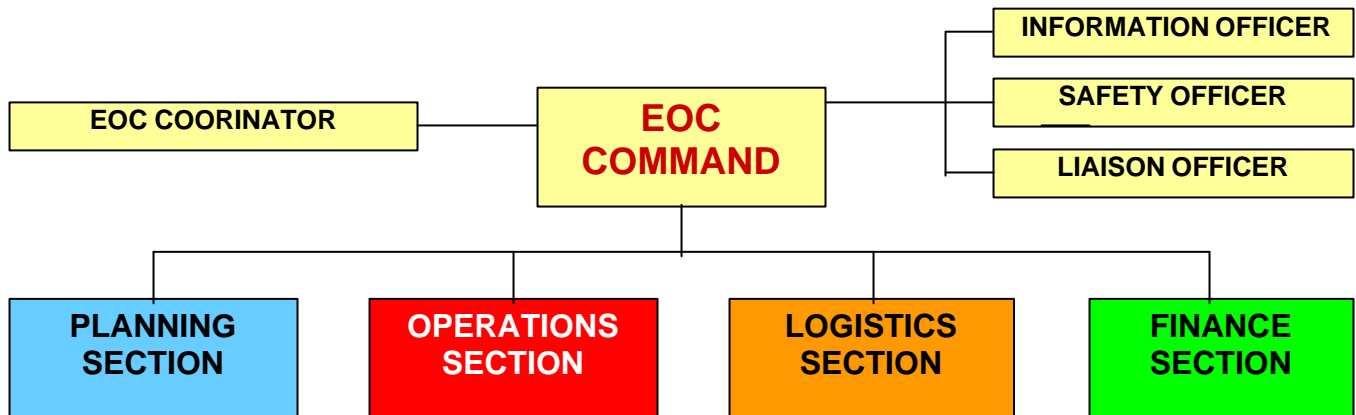 INFORMATION OFFICER
EOC COORINATOR
EOC
COMMAND
SAFETY OFFICER
LIAISON OFFICER
PLANNING
SECTION
OPERATIONS
SECTION
LOGISTICS
SECTION
FINANCE
SECTION